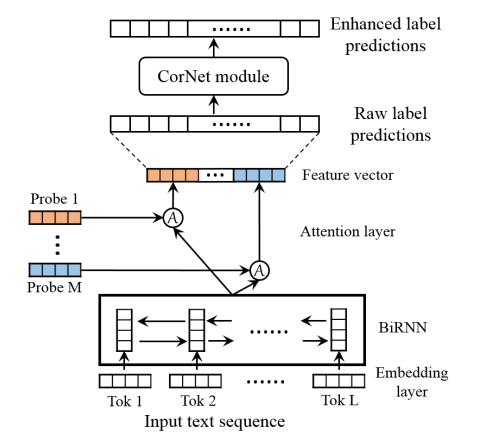 Enhanced label
predictions
CorNet module
Raw label
predictions
Feature vector
Probe 1
A
Attention layer
A
Probe M
BiRNN
Embedding
layer
Tok 1
Tok 2
Tok L
Input text sequence